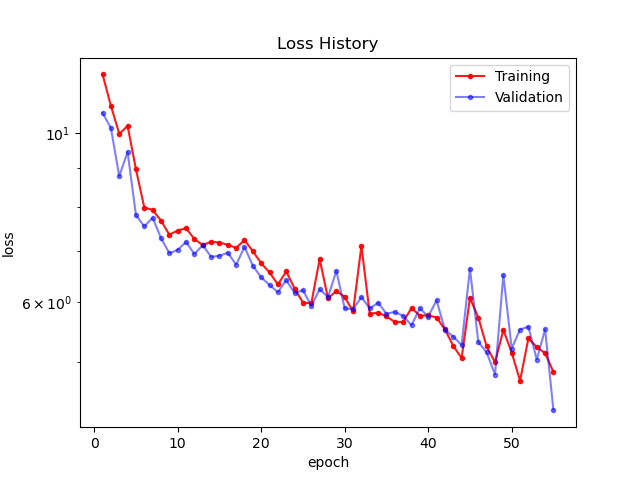 Loss History
Training
Validation
10¹
6 × 10⁰
loss
0 10 20 30 40 50
epoch